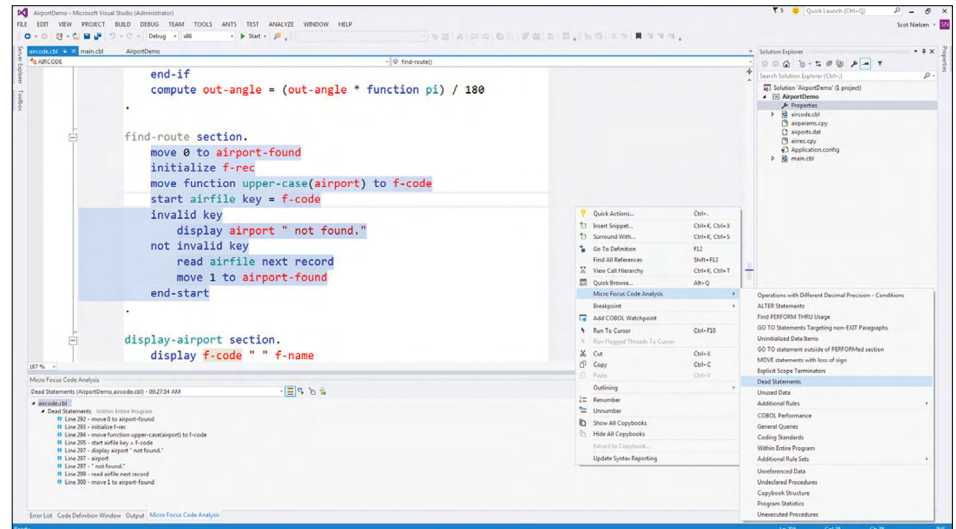 AirportDemo - Microsoft Visual Studio (Administrator)
5
Quick Launch (Ctrl+Q)
FILE EDIT VIEW PROJECT BUILD DEBUG TEAM TOOLS ANTS TEST ANALYZE WINDOW HELP
Scot Nielsen
SN
Debug x86 Start
Server Explorer
Toolbox
aircode.cbl main.cbl AirportDemo
AIRCODE
find-route()
end-if
compute out-angle = (out-angle * function pi) / 180
.
find-route section.
move 0 to airport-found
initialize f-rec
move function upper-case(airport) to f-code
start airfile key = f-code
invalid key
display airport " not found."
not invalid key
read airfile next record
move 1 to airport-found
end-start
.
display-airport section.
display f-code " " f-name
187 %
Solution Explorer
Search Solution Explorer (Ctrl+;)
Solution 'AirportDemo' (1 project)
AirportDemo
Properties
aircode.cbl
airparams.cpy
airports.dat
airrec.cpy
Application.config
main.cbl
Properties
Quick Actions... Ctrl+.
Insert Snippet... Ctrl+K, Ctrl+X
Surround With... Ctrl+K, Ctrl+S
Go To Definition F12
Find All References Shift+F12
View Call Hierarchy Ctrl+K, Ctrl+T
Quick Browse... Alt+Q
Micro Focus Code Analysis
Breakpoint
Add COBOL Watchpoint
Run To Cursor Ctrl+F10
Run Flagged Threads To Cursor
Cut Ctrl+X
Copy Ctrl+C
Paste Ctrl+V
Outlining
Renumber
Unnumber
Show All Copybooks
Hide All Copybooks
Extract to Copybook...
Update Syntax Reporting
Operations with Different Decimal Precision - Conditions
ALTER Statements
Find PERFORM THRU Usage
GO TO Statements Targeting non-EXIT Paragraphs
Uninitialized Data Items
GO TO statement outside of PERFORMed section
MOVE statements with loss of sign
Explicit Scope Terminators
Dead Statements
Unused Data
Additional Rules
COBOL Performance
General Queries
Coding Standards
Within Entire Program
Additional Rule Sets
Unreferenced Data
Undeclared Procedures
Copybook Structure
Program Statistics
Unexecuted Procedures
Micro Focus Code Analysis
Dead Statements (AirportDemo,aircode.cbl) - 09:27:54 AM
aircode.cbl
Dead Statements Within Entire Program
Line 292 - move 0 to airport-found
Line 293 - initialize f-rec
Line 294 - move function upper-case(airport) to f-code
Line 295 - start airfile key = f-code
Line 297 - display airport " not found."
Line 297 - airport
Line 297 - " not found."
Line 299 - read airfile next record
Line 300 - move 1 to airport-found
Error List Code Definition Window Output Micro Focus Code Analysis